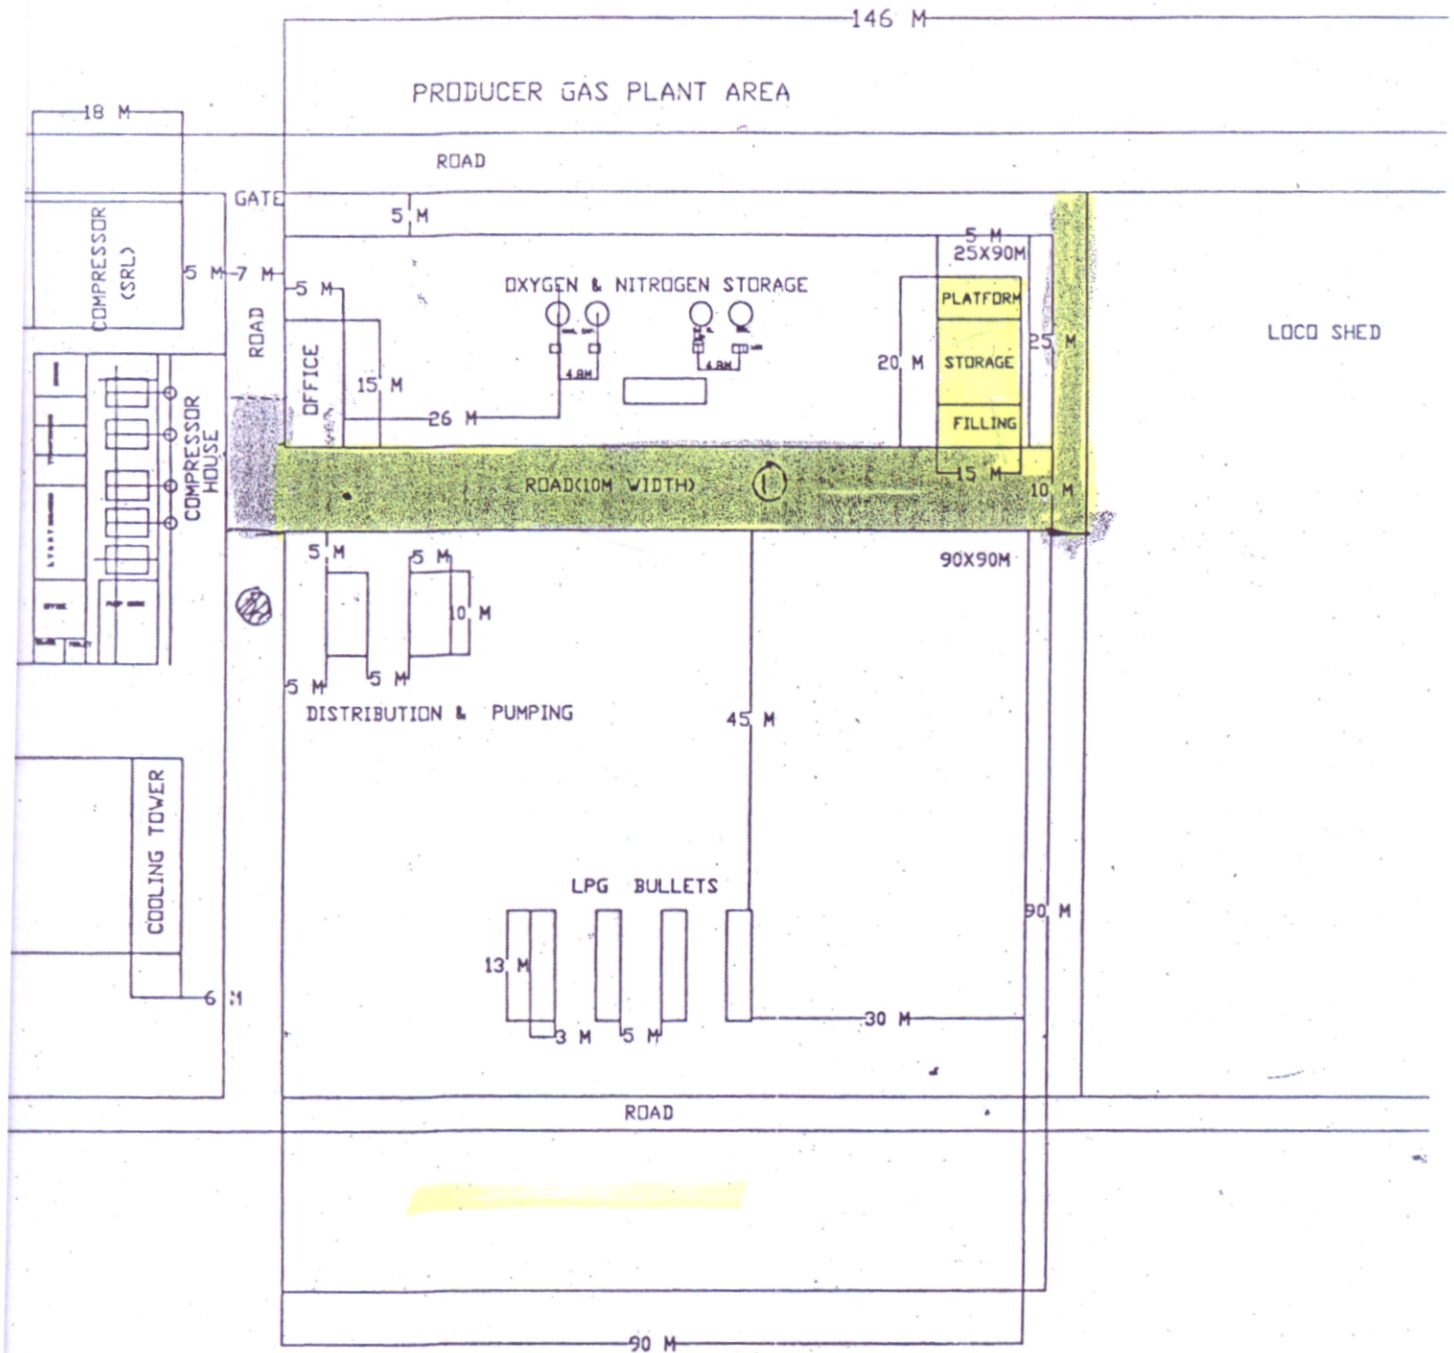 146 M
PRODUCER GAS PLANT AREA
18 M
ROAD
GATE
5 M
COMPRESSOR
(SRL)
5 M
7 M
5 M
ROAD
OFFICE
15 M
26 M
OXYGEN & NITROGEN STORAGE
4.8M
4.8M
5 M
25X90M
PLATFORM
STORAGE
FILLING
20 M
25 M
15 M
10 M
LOCO SHED
COMPRESSOR
HOUSE
ROAD(10M WIDTH)
1
90X90M
5 M
5 M
10 M
5 M
5 M
DISTRIBUTION & PUMPING
45 M
COOLING TOWER
6 M
LPG BULLETS
13 M
3 M
5 M
30 M
90 M
ROAD
90 M